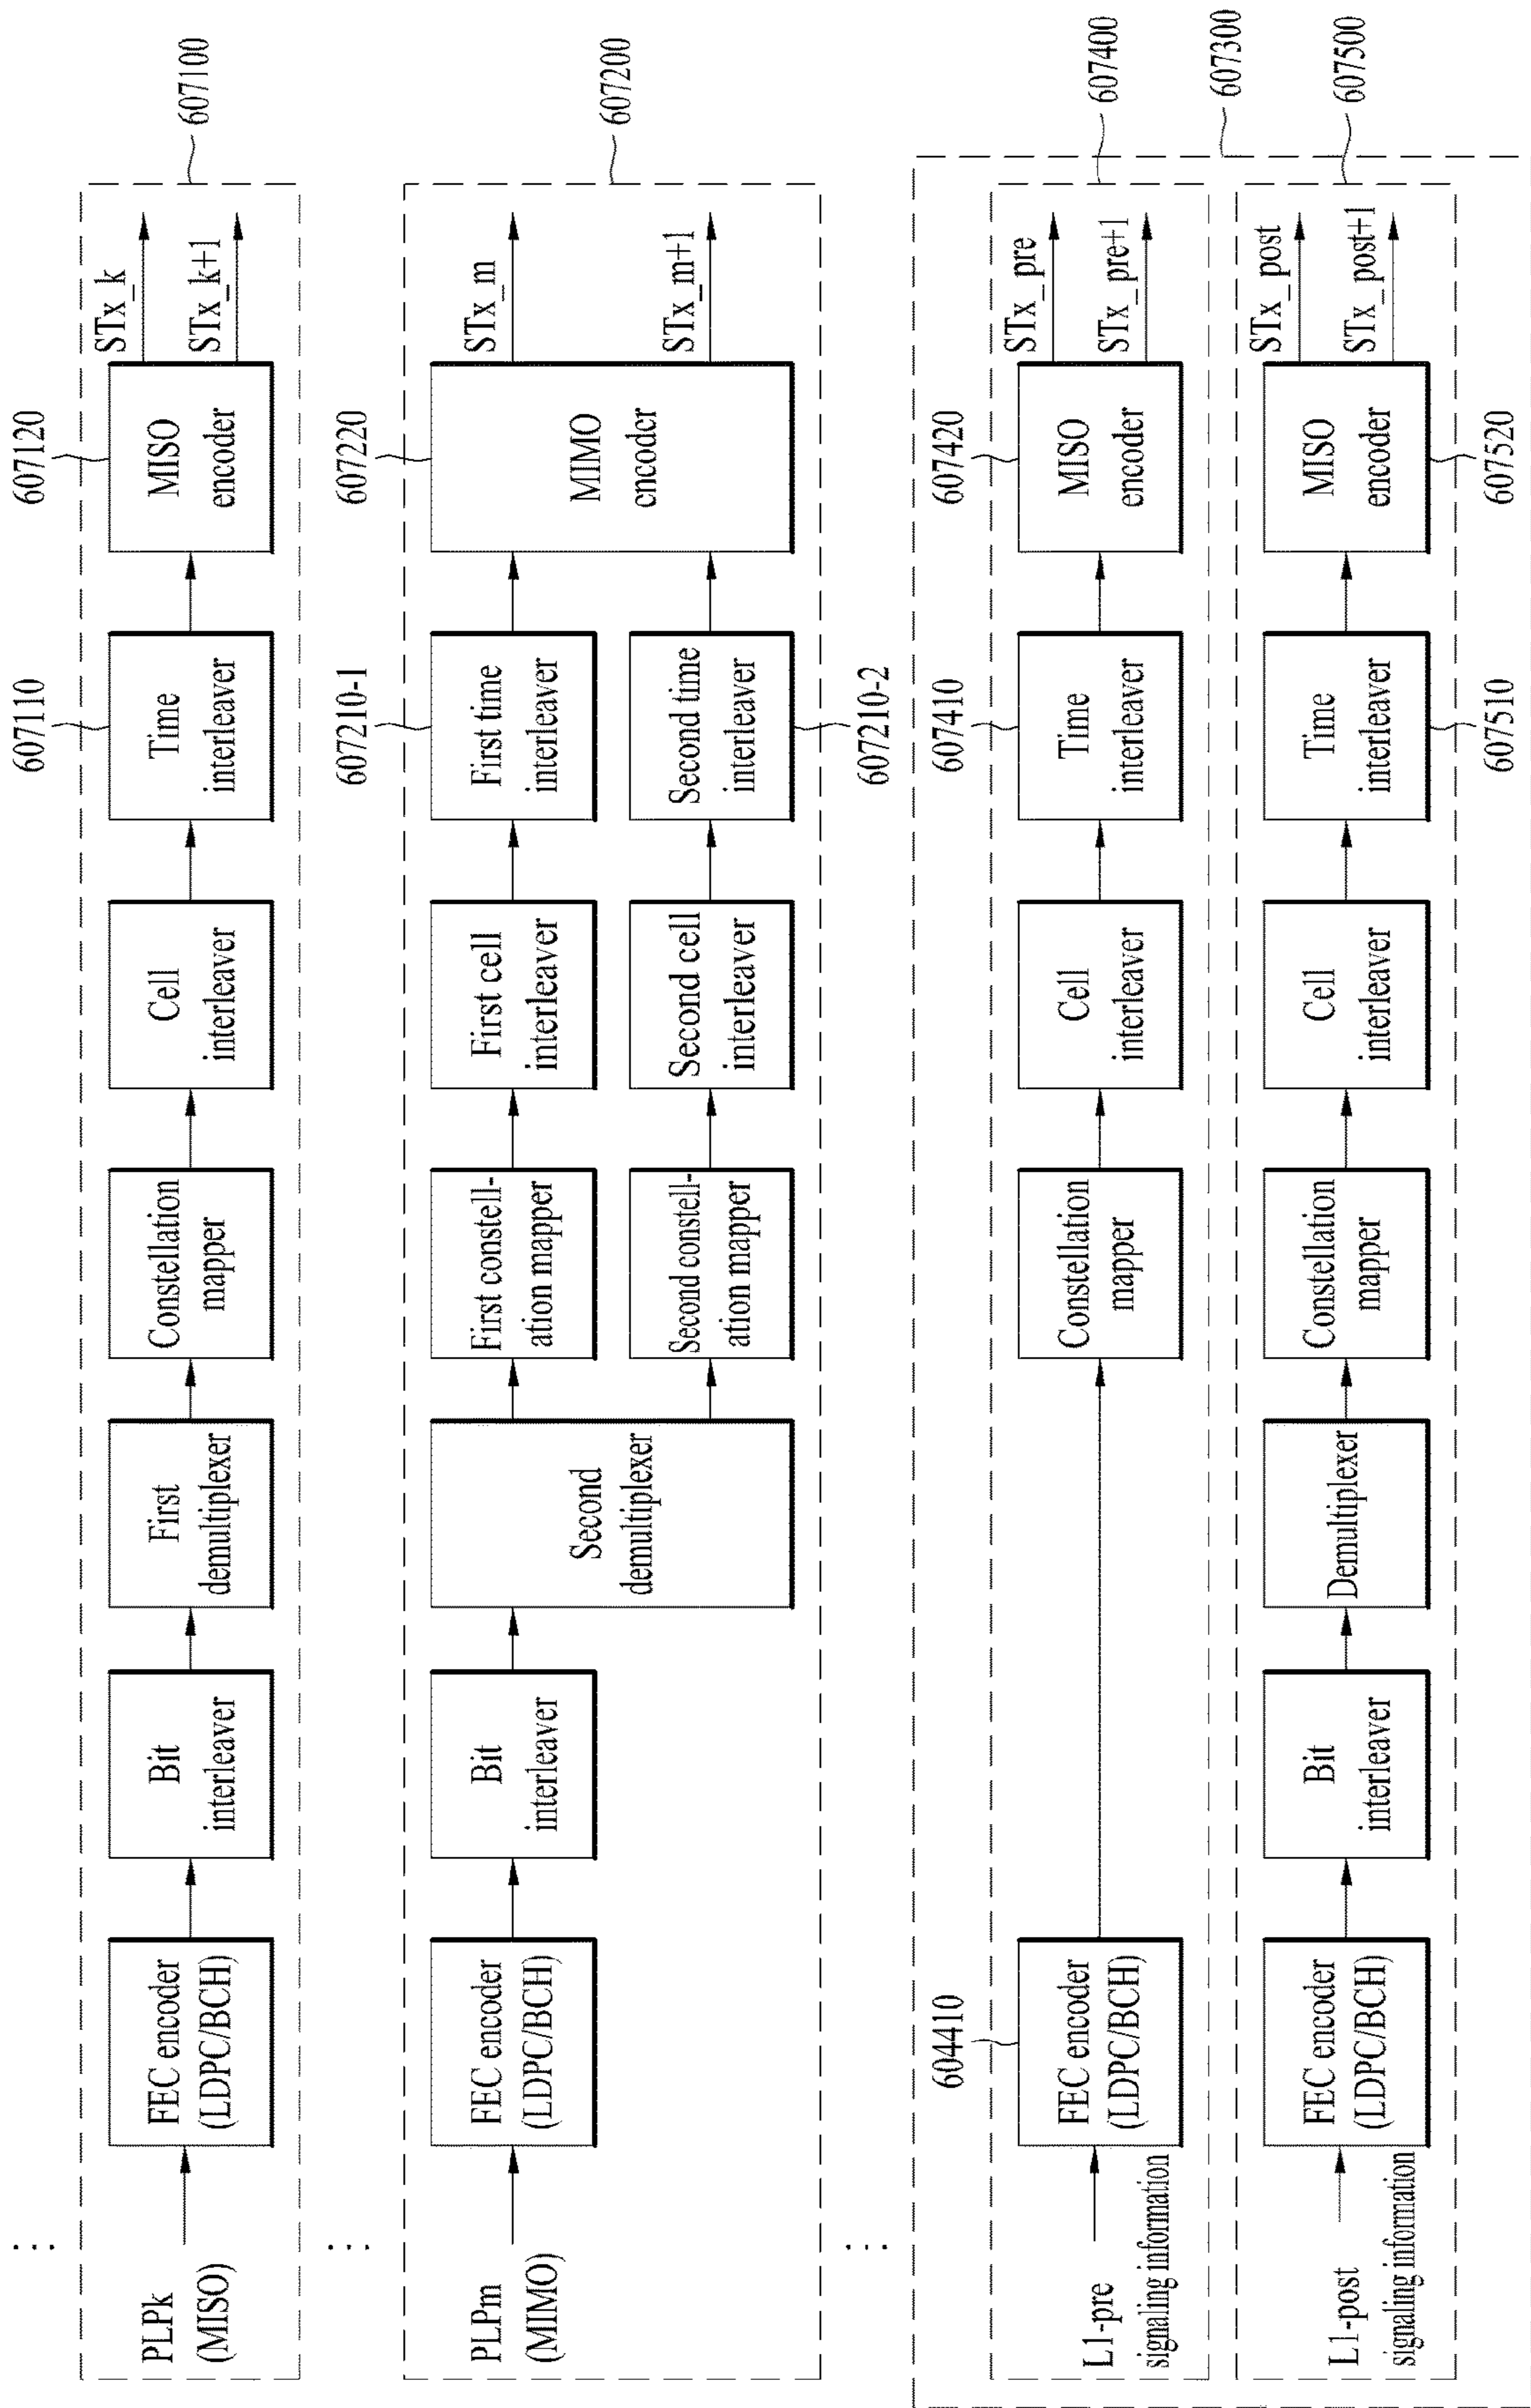 607100
607110
607120
PLPk
(MISO)
FEC encoder
(LDPC/BCH)
Bit
interleaver
First
demultiplexer
Constellation
mapper
Cell
interleaver
Time
interleaver
MISO
encoder
STx_k
STx_k+1
...
607200
607210-1
607220
PLPm
(MIMO)
FEC encoder
(LDPC/BCH)
Bit
interleaver
Second
demultiplexer
First constell-
ation mapper
Second constell-
ation mapper
First cell
interleaver
Second cell
interleaver
First time
interleaver
Second time
interleaver
607210-2
MIMO
encoder
STx_m
STx_m+1
...
...
607400
607300
607500
604410
607410
607420
L1-pre
signaling information
FEC encoder
(LDPC/BCH)
Constellation
mapper
Cell
interleaver
Time
interleaver
MISO
encoder
STx_pre
STx_pre+1
L1-post
signaling information
FEC encoder
(LDPC/BCH)
Bit
interleaver
Demultiplexer
Constellation
mapper
Cell
interleaver
Time
interleaver
MISO
encoder
STx_post
STx_post+1
607510
607520